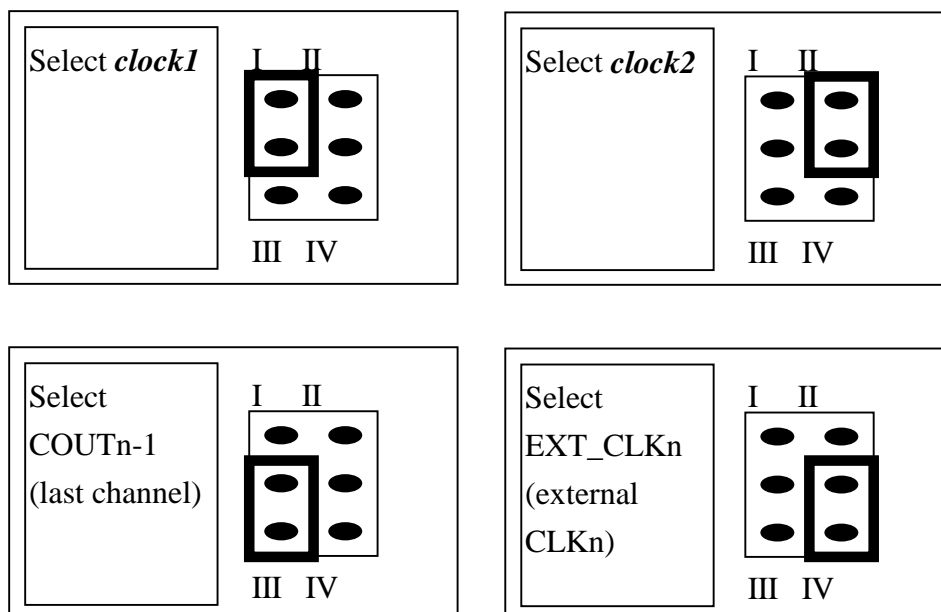 Select clock1
I II
III IV
Select clock2
I II
III IV
Select
COUTn-1
(last channel)
I II
III IV
Select
EXT_CLKn
(external
CLKn)
I II
III IV